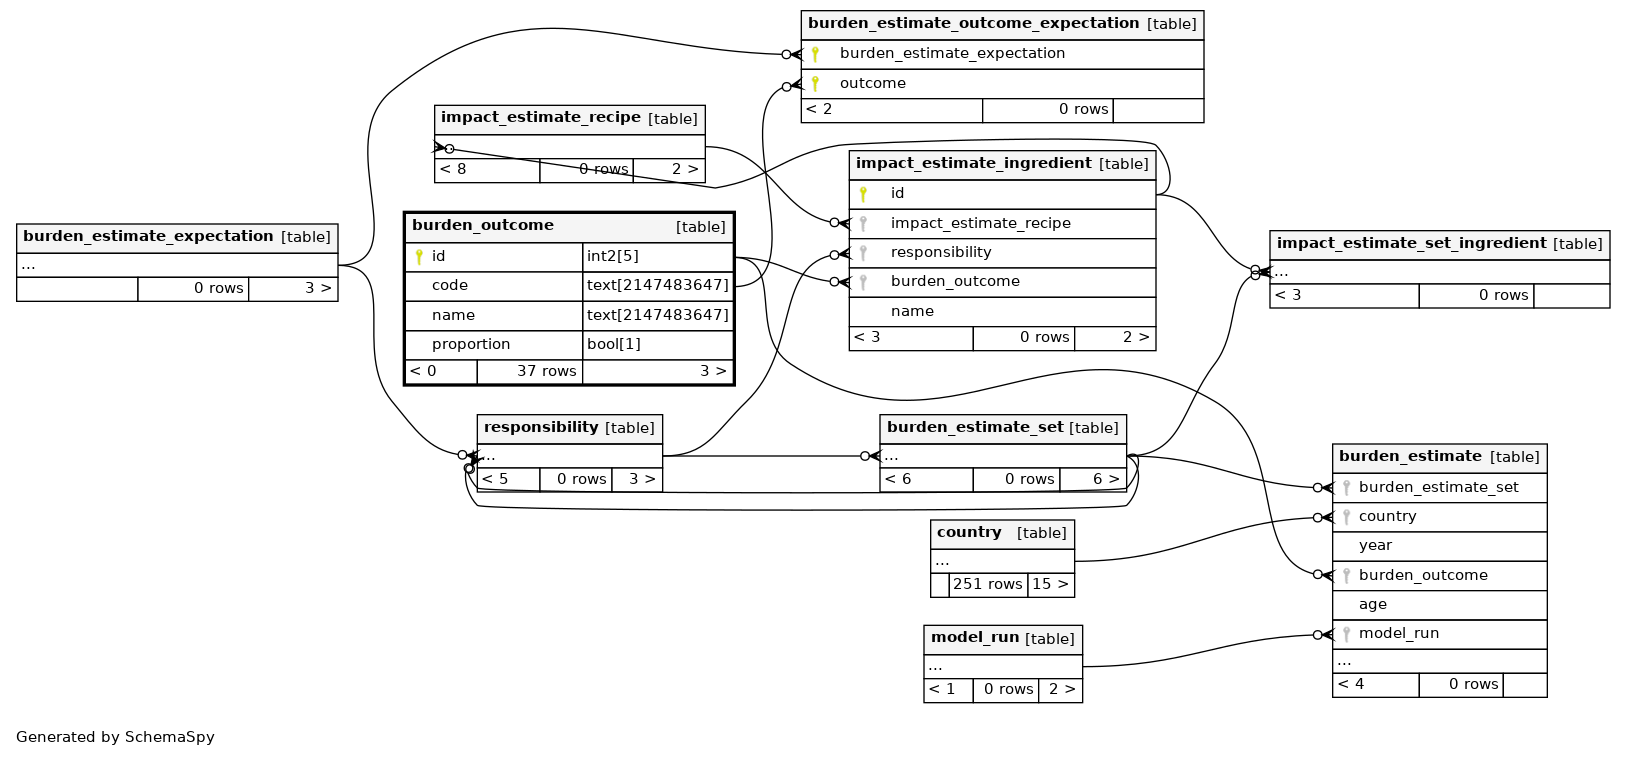 burden_estimate_outcome_expectation [table]
burden_estimate_expectation
outcome
< 2 0 rows
impact_estimate_recipe [table]
...
< 8 0 rows 2 >
impact_estimate_ingredient [table]
id
impact_estimate_recipe
responsibility
burden_outcome
name
< 3 0 rows 2 >
burden_outcome [table]
id int2[5]
code text[2147483647]
name text[2147483647]
proportion bool[1]
< 0 37 rows 3 >
burden_estimate_expectation [table]
...
0 rows 3 >
impact_estimate_set_ingredient [table]
...
< 3 0 rows
responsibility [table]
...
< 5 0 rows 3 >
burden_estimate_set [table]
...
< 6 0 rows 6 >
burden_estimate [table]
burden_estimate_set
country
year
burden_outcome
age
model_run
...
< 4 0 rows
country [table]
...
251 rows 15 >
model_run [table]
...
< 1 0 rows 2 >
Generated by SchemaSpy